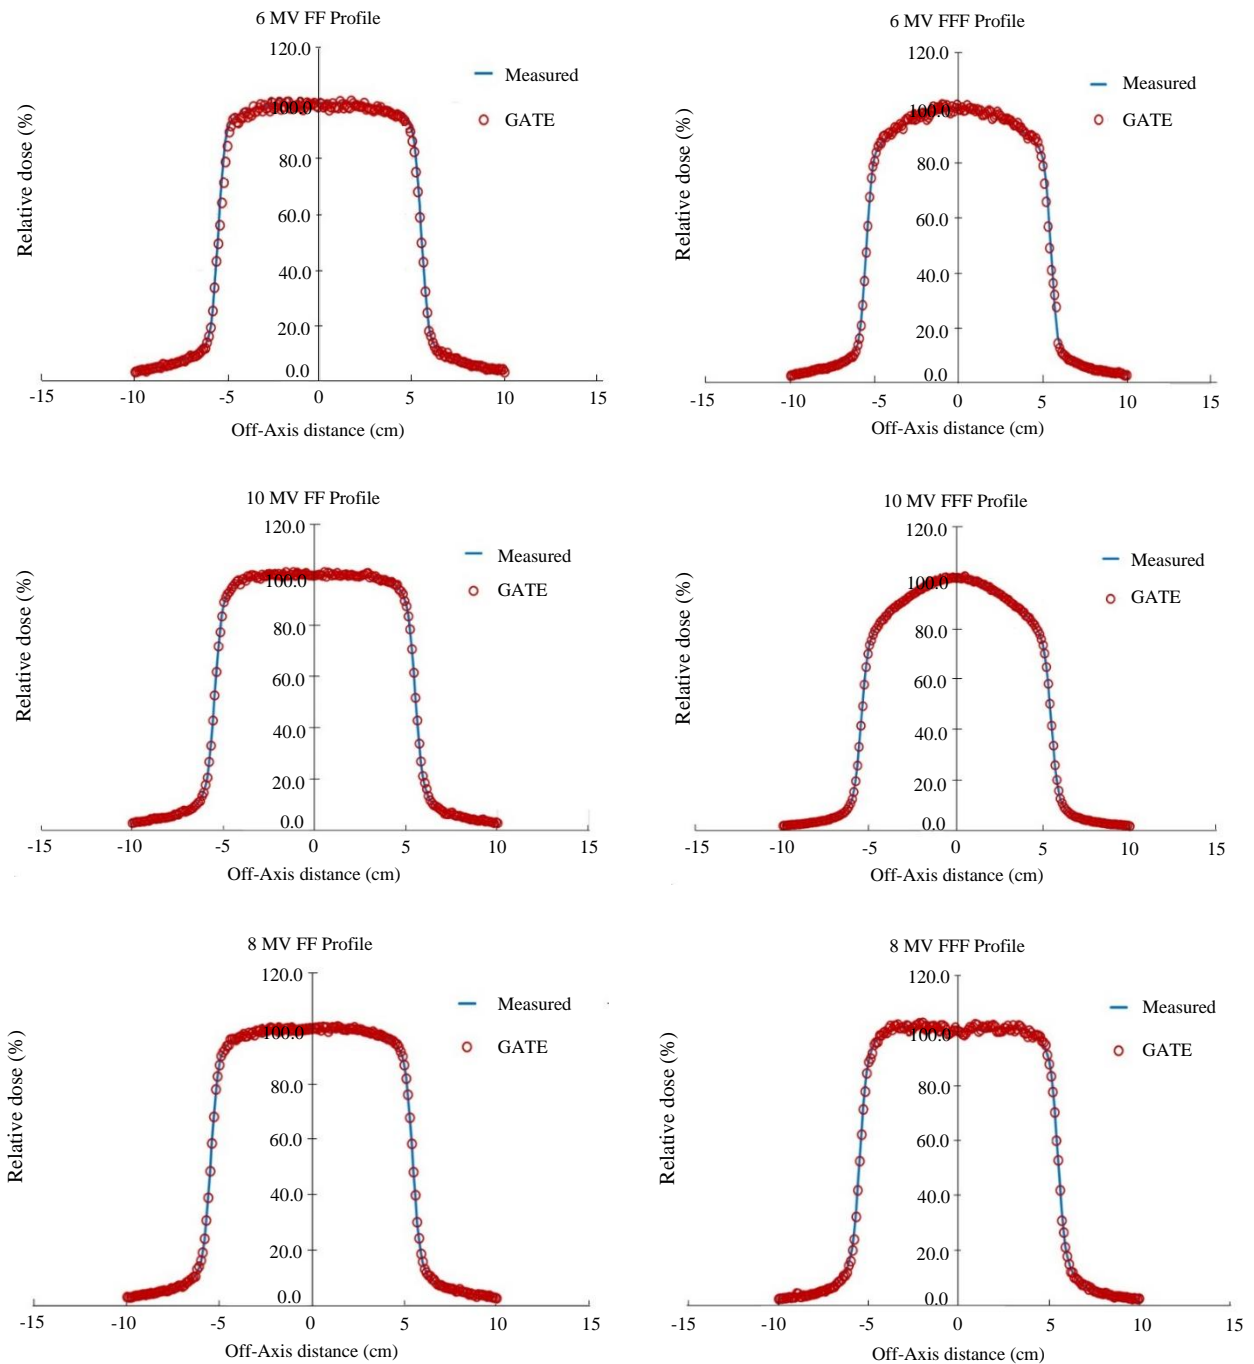 6 MV FF Profile
120.0
Measured
GATE
100.0
80.0
60.0
40.0
20.0
0.0
Relative dose (%)
-15 -10 -5 0 5 10 15
Off-Axis distance (cm)
6 MV FFF Profile
120.0
Measured
GATE
100.0
80.0
60.0
40.0
20.0
0.0
Relative dose (%)
-15 -10 -5 0 5 10 15
Off-Axis distance (cm)
10 MV FF Profile
120.0
Measured
GATE
100.0
80.0
60.0
40.0
20.0
0.0
Relative dose (%)
-15 -10 -5 0 5 10 15
Off-Axis distance (cm)
10 MV FFF Profile
120.0
Measured
GATE
100.0
80.0
60.0
40.0
20.0
0.0
Relative dose (%)
-15 -10 -5 0 5 10 15
Off-Axis distance (cm)
8 MV FF Profile
120.0
Measured
GATE
100.0
80.0
60.0
40.0
20.0
0.0
Relative dose (%)
-15 -10 -5 0 5 10 15
Off-Axis distance (cm)
8 MV FFF Profile
120.0
Measured
GATE
100.0
80.0
60.0
40.0
20.0
0.0
Relative dose (%)
-15 -10 -5 0 5 10 15
Off-Axis distance (cm)